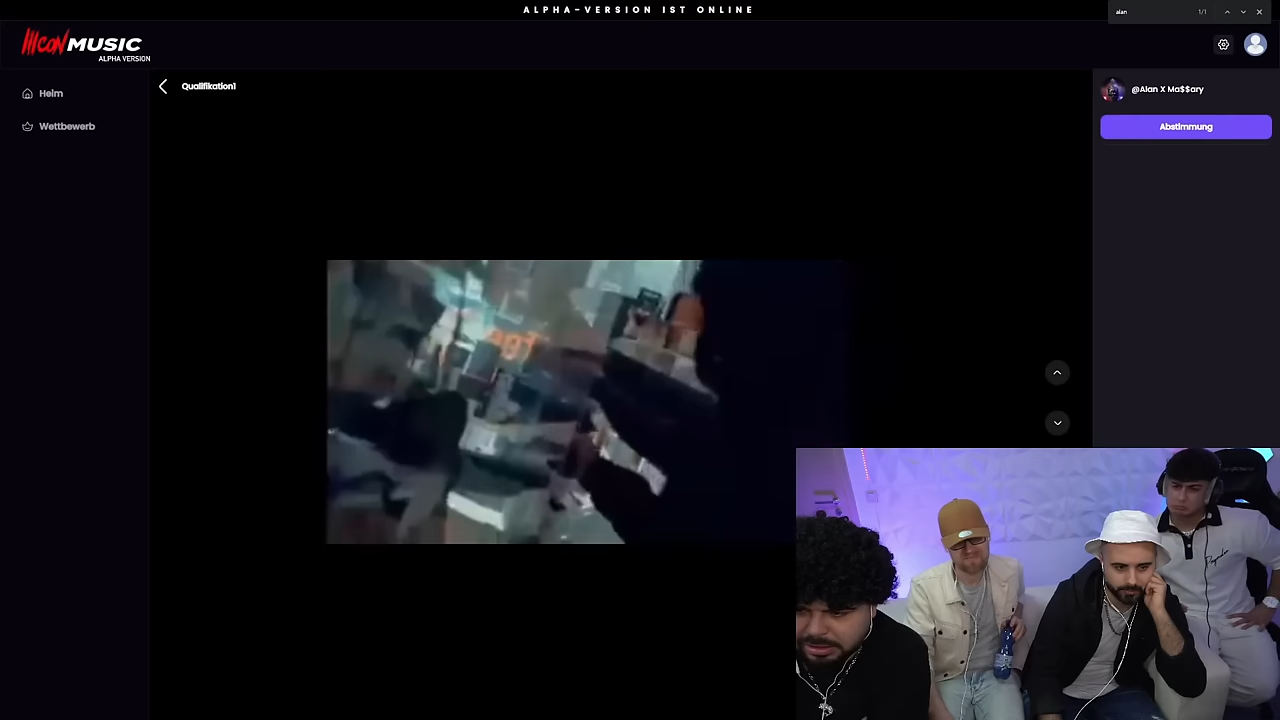 ALPHA-VERSION IST ONLINE
alan
1/1
MUSIC
ALPHA VERSION
Heim
Wettbewerb
Qualifikation1
@Alan X Ma$$ary
Abstimmung